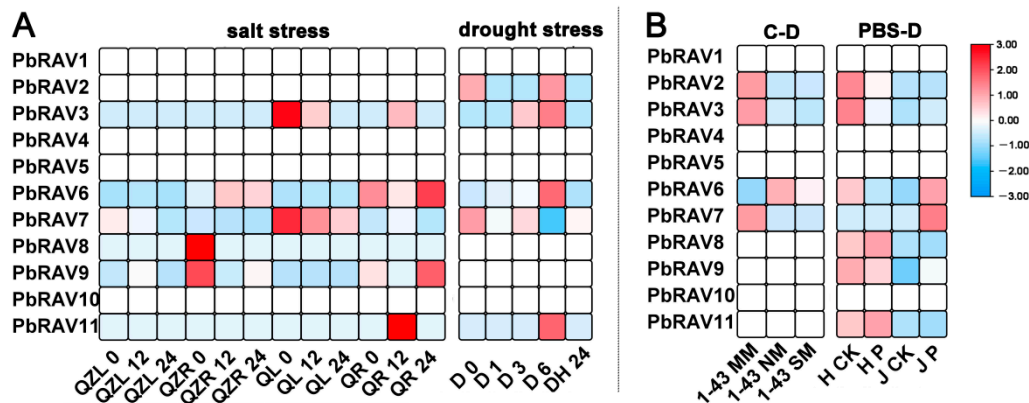 A
salt stress
drought stress
PbRAV1
PbRAV2
PbRAV3
PbRAV4
PbRAV5
PbRAV6
PbRAV7
PbRAV8
PbRAV9
PbRAV10
PbRAV11
QZL 0
QZL 12
QZL 24
QZR 0
QZR 12
QZR 24
QL 0
QL 12
QL 24
QR 0
QR 12
QR 24
D 0
D 1
D 3
D 6
DH 24
B
C-D
PBS-D
PbRAV1
PbRAV2
PbRAV3
PbRAV4
PbRAV5
PbRAV6
PbRAV7
PbRAV8
PbRAV9
PbRAV10
PbRAV11
1-43 MM
1-43 NM
1-43 SM
H CK
H P
J CK
J P
3.00
2.00
1.00
0.00
-1.00
-2.00
-3.00